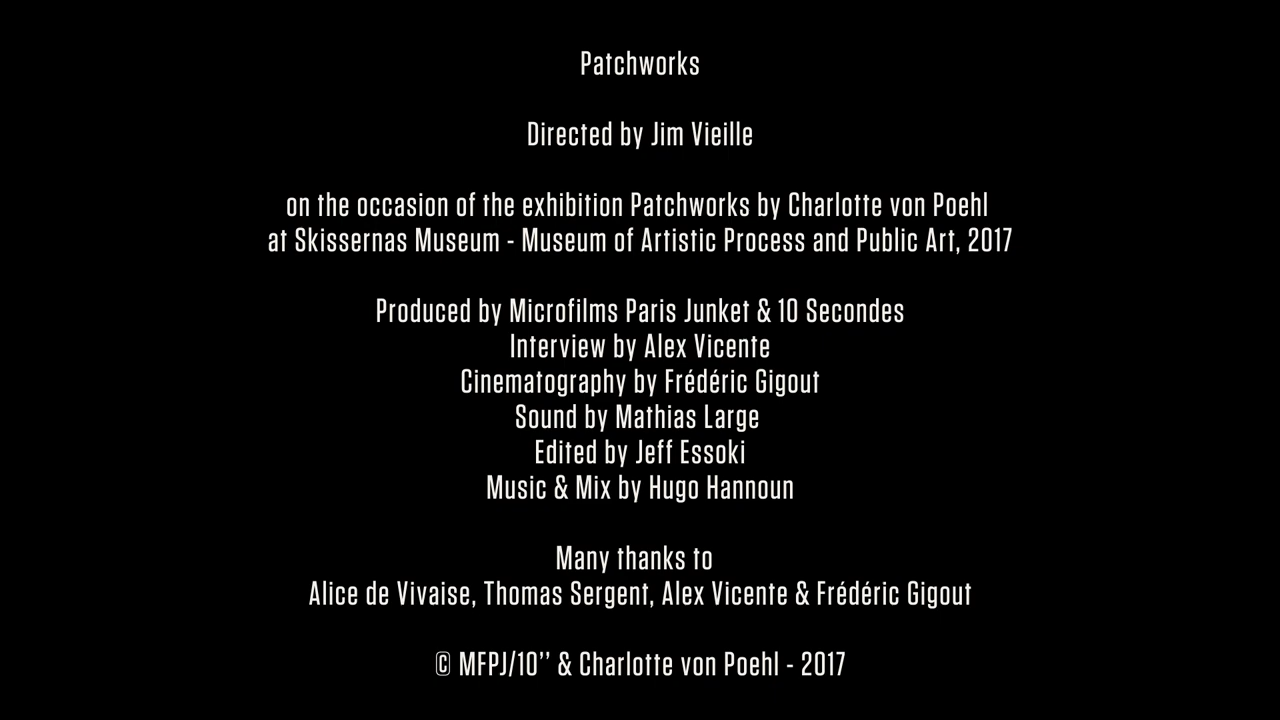 Patchworks
Directed by Jim Vieille
on the occasion of the exhibition Patchworks by Charlotte von Poehl
at Skissernas Museum - Museum of Artistic Process and Public Art, 2017
Produced by Microfilms Paris Junket & 10 Secondes
Interview by Alex Vicente
Cinematography by Frédéric Gigout
Sound by Mathias Large
Edited by Jeff Essoki
Music & Mix by Hugo Hannoun
Many thanks to
Alice de Vivaise, Thomas Sergent, Alex Vicente & Frédéric Gigout
© MFPJ/10’’ & Charlotte von Poehl - 2017